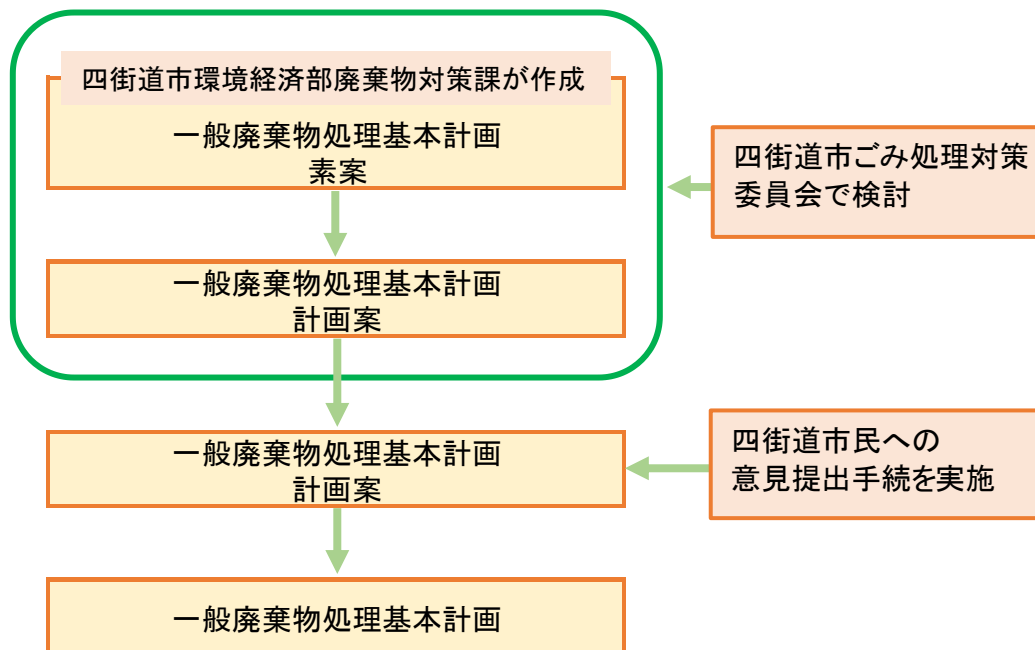 四街道市環境経済部廃棄物対策課が作成
一般廃棄物処理基本計画
素案
四街道市ごみ処理対策
委員会で検討
一般廃棄物処理基本計画
計画案
一般廃棄物処理基本計画
計画案
四街道市民への
意見提出手続を実施
一般廃棄物処理基本計画